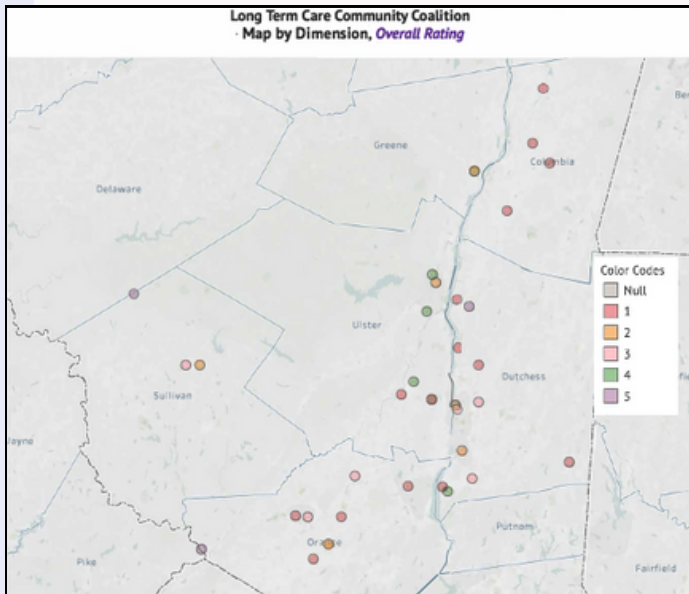 Long Term Care Community Coalition
· Map by Dimension, Overall Rating
Greene
Columbia
Delaware
Color Codes
Null
1
2
3
4
5
Ulster
Dutchess
Sullivan
Orange
Putnam
Pike
Fairfield